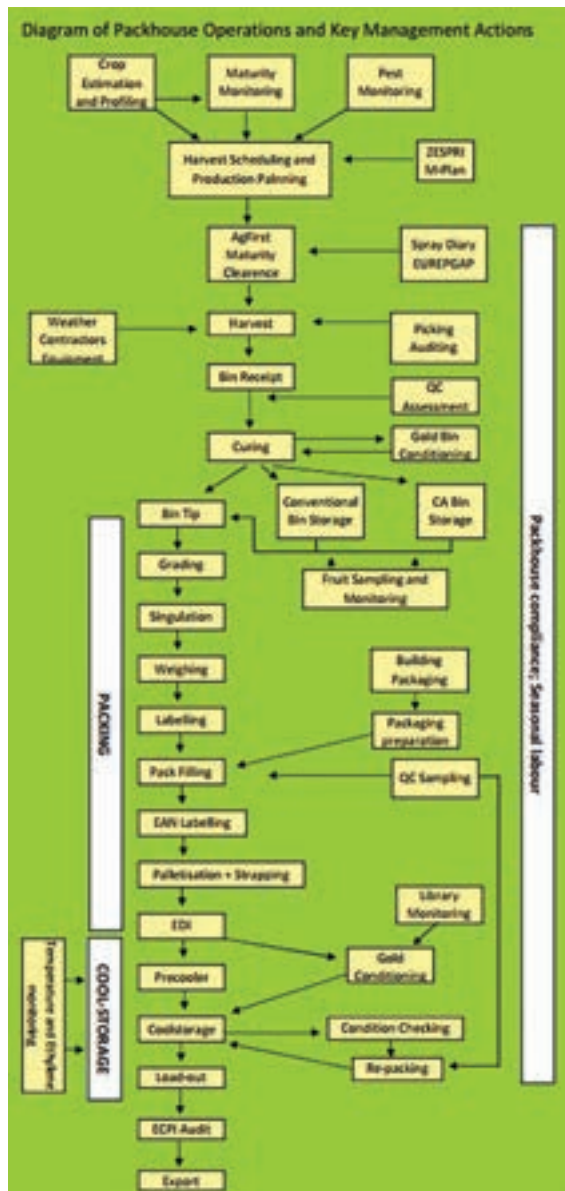 Diagram of Packhouse Operations and Key Management Actions
Crop
Estimation
and Profiling
Maturity
Monitoring
Pest
Monitoring
Harvest Scheduling and
Production Palnning
ZESPRI
M-Plan
AgFirst
Maturity
Clearence
Spray Diary
EUREPGAP
Weather
Contractors
Equipment
Harvest
Picking
Auditing
Bin Receipt
QC
Assessment
Curing
Gold Bin
Conditioning
Bin Tip
Conventional
Bin Storage
CA Bin
Storage
Grading
Fruit Sampling and
Monitoring
Singulation
Weighing
Building
Packaging
Labelling
Packaging
preparation
Pack Filling
QC Sampling
EAN Labelling
Palletisation + Strapping
Library
Monitoring
EDI
Gold
Conditioning
Precooler
Coolstorage
Condition Checking
Re-packing
Load-out
ECPI Audit
Export
PACKING
COOL-STORAGE
Temperature and Ethylene
monitoring
Packhouse compliance; Seasonal labour